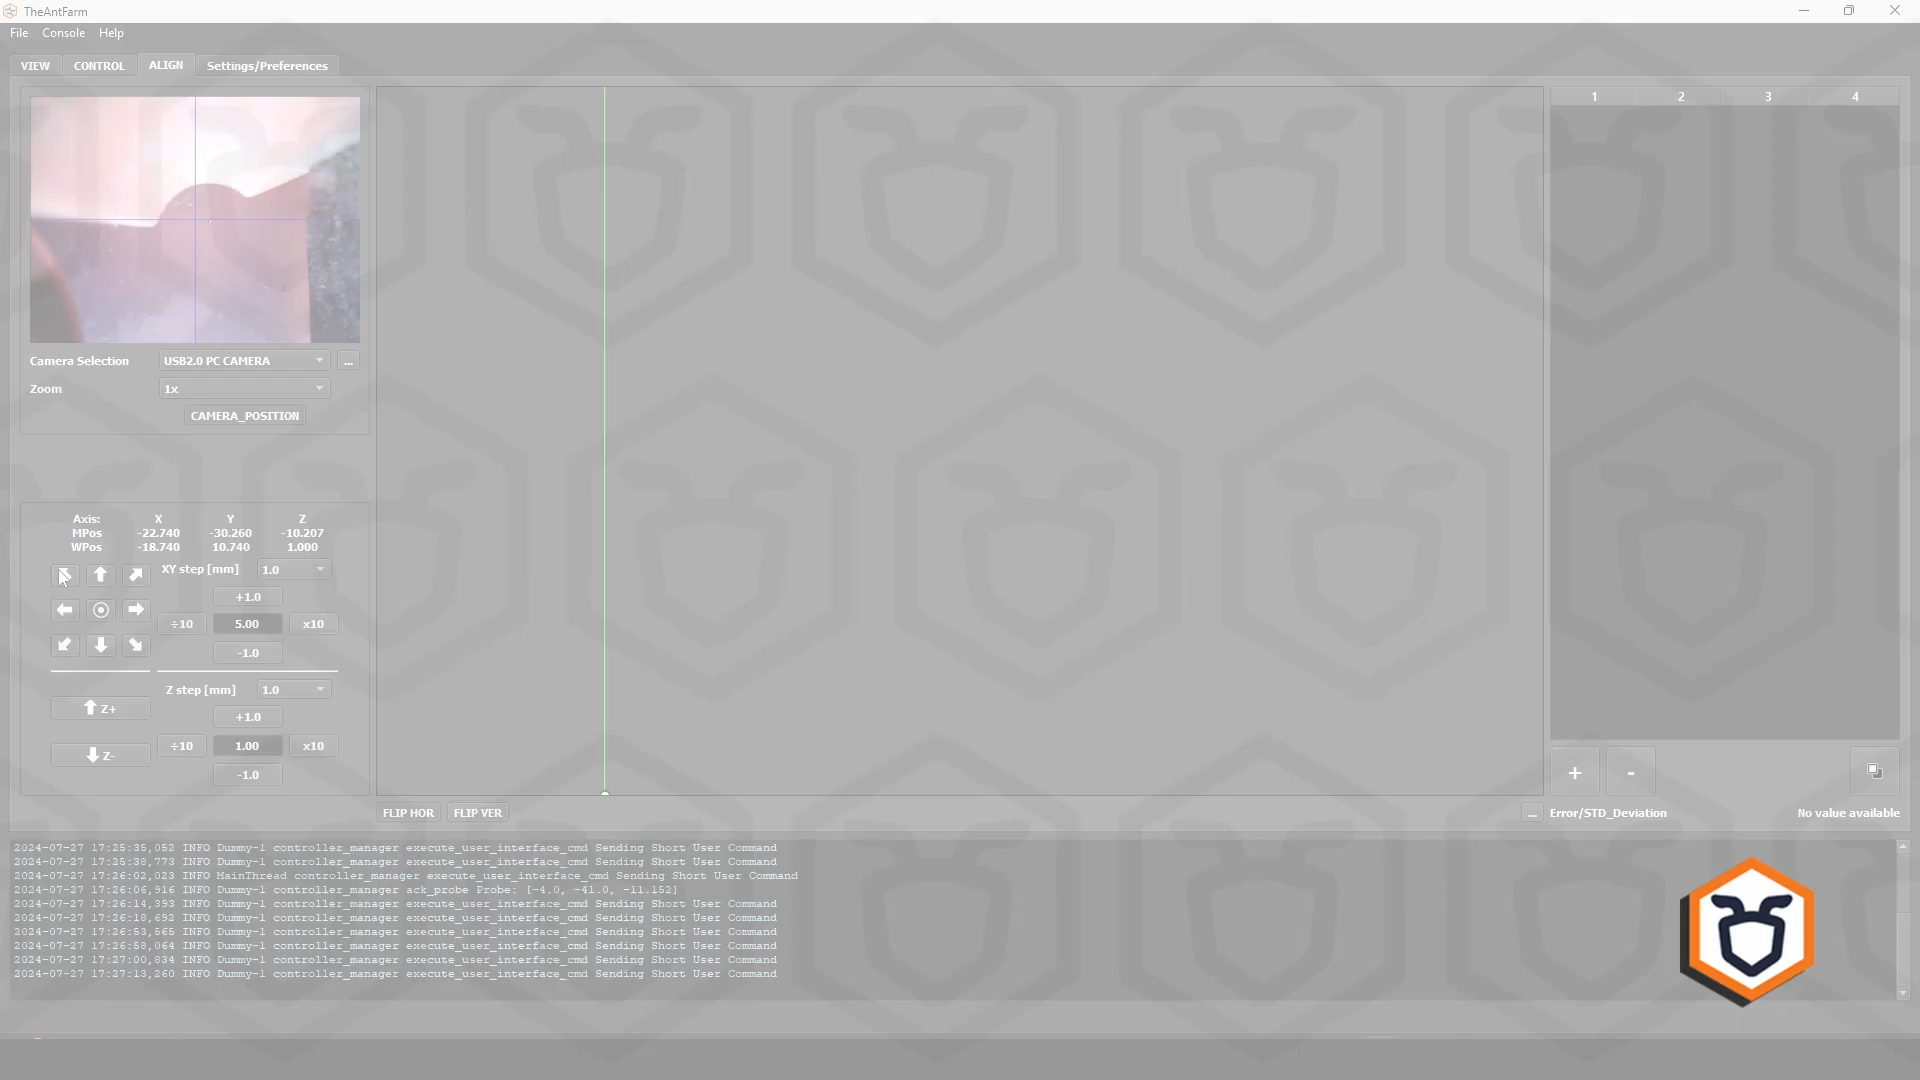 TheAntFarm
File Console Help
VIEW CONTROL ALIGN Settings/Preferences
1 2 3 4
Camera Selection USB2.0 PC CAMERA ...
Zoom 1x
CAMERA_POSITION
Axis: X Y Z
MPos -22.740 -30.260 -10.207
WPos -18.740 10.740 1.000
XY step [mm] 1.0
+1.0
÷10 5.00 x10
-1.0
Z step [mm] 1.0
Z+
+1.0
÷10 1.00 x10
Z-
-1.0
+ -
FLIP HOR FLIP VER ... Error/STD_Deviation No value available
2024-07-27 17:25:35,052 INFO Dummy-1 controller_manager execute_user_interface_cmd Sending Short User Command
2024-07-27 17:25:38,773 INFO Dummy-1 controller_manager execute_user_interface_cmd Sending Short User Command
2024-07-27 17:26:02,023 INFO MainThread controller_manager execute_user_interface_cmd Sending Short User Command
2024-07-27 17:26:06,916 INFO Dummy-1 controller_manager ack_probe Probe: [-4.0, -41.0, -11.152]
2024-07-27 17:26:14,393 INFO Dummy-1 controller_manager execute_user_interface_cmd Sending Short User Command
2024-07-27 17:26:18,692 INFO Dummy-1 controller_manager execute_user_interface_cmd Sending Short User Command
2024-07-27 17:26:53,565 INFO Dummy-1 controller_manager execute_user_interface_cmd Sending Short User Command
2024-07-27 17:26:58,064 INFO Dummy-1 controller_manager execute_user_interface_cmd Sending Short User Command
2024-07-27 17:27:00,834 INFO Dummy-1 controller_manager execute_user_interface_cmd Sending Short User Command
2024-07-27 17:27:13,260 INFO Dummy-1 controller_manager execute_user_interface_cmd Sending Short User Command